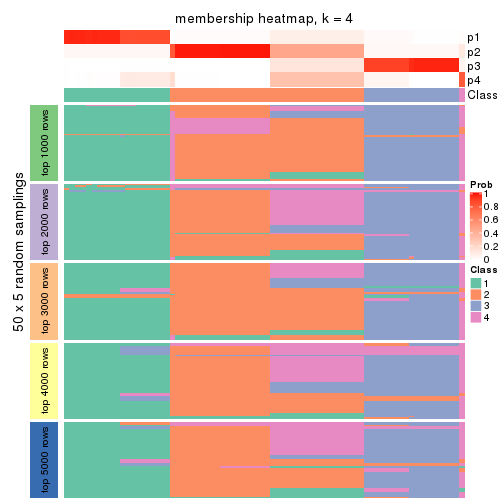 membership heatmap, k = 4
p1
p2
p3
p4
Class
50 x 5 random samplings
top 1000 rows
top 2000 rows
top 3000 rows
top 4000 rows
top 5000 rows
Prob
1
0.8
0.6
0.4
0.2
0
Class
1
2
3
4